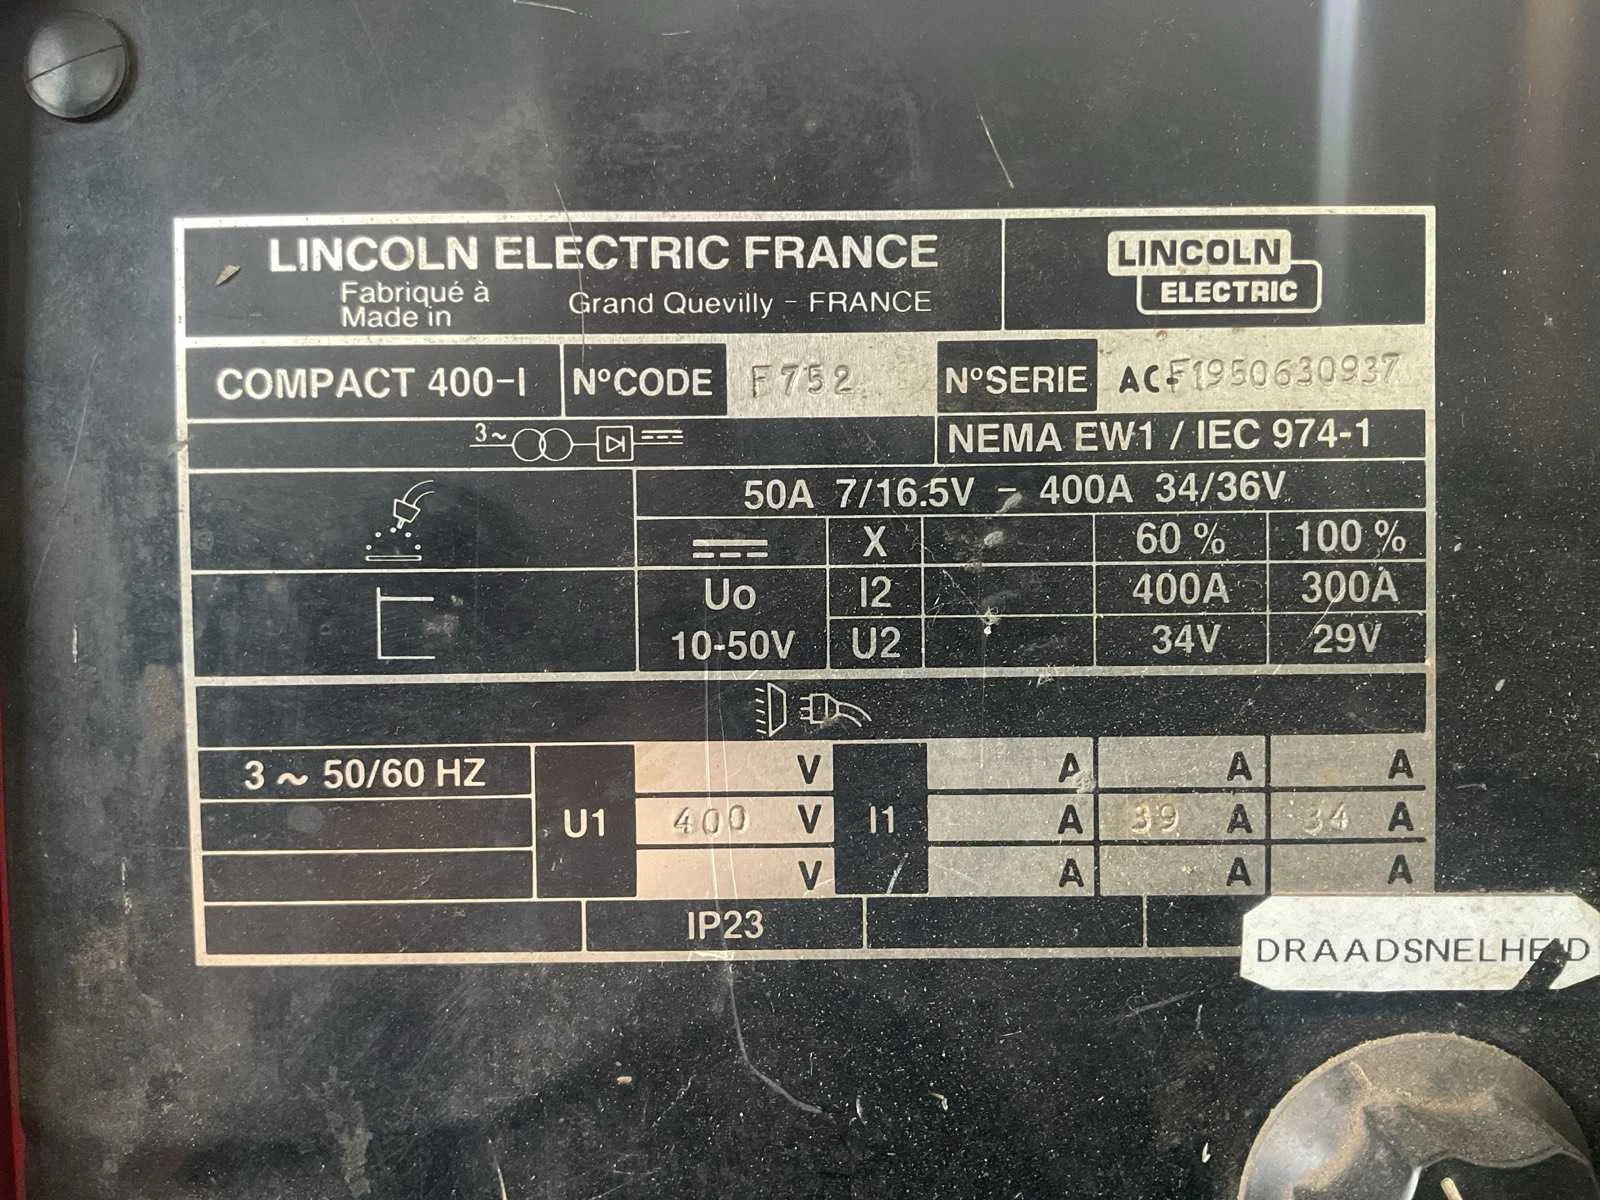 LINCOLN ELECTRIC FRANCE
Fabriqué à
Made in
Grand Quevilly - FRANCE
LINCOLN
ELECTRIC
COMPACT 400-I
N°CODE
F752
N°SERIE
AC-F1950630937
3~
NEMA EW1 / IEC 974-1
50A 7/16.5V - 400A 34/36V
X 60 % 100 %
Uo I2 400A 300A
10-50V U2 34V 29V
3 ~ 50/60 HZ V A A A
U1 400 V I1 A 39 A 34 A
V A A A
IP23
DRAADSNELHEID